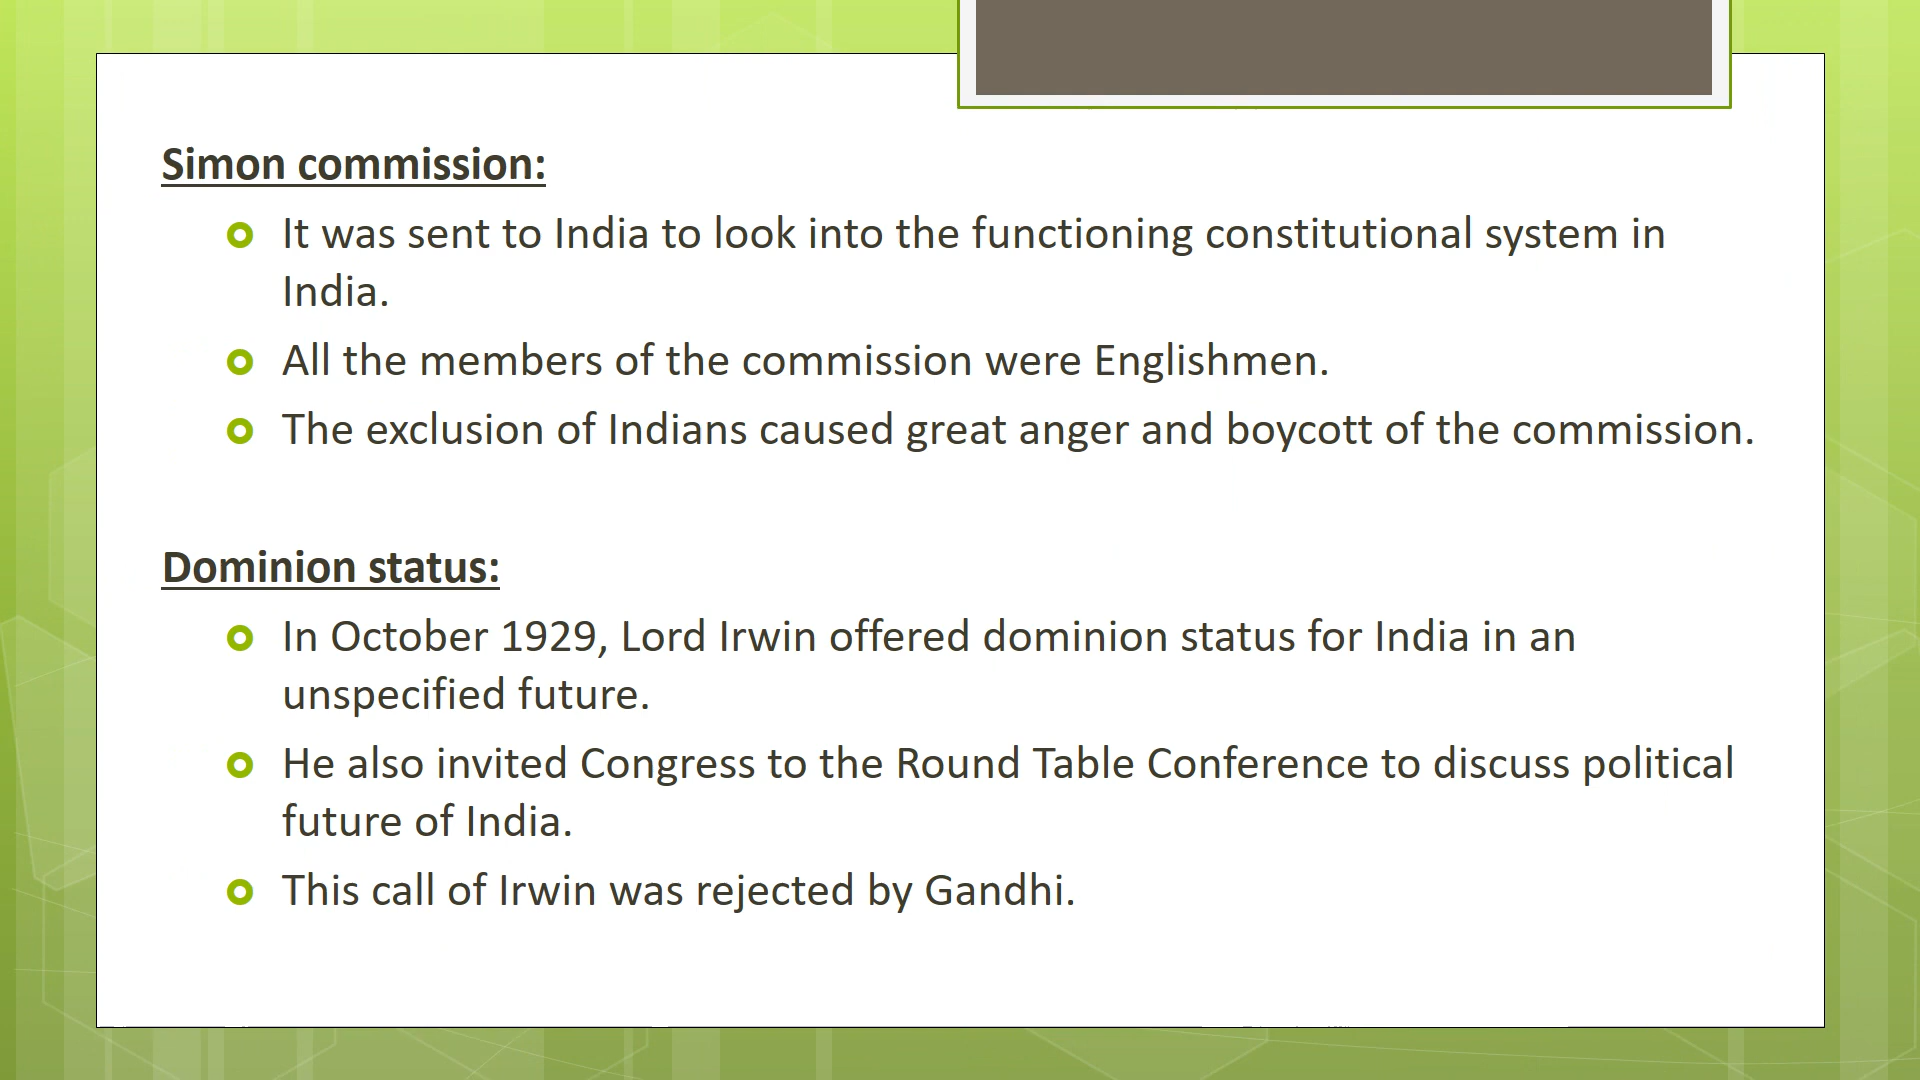 Simon commission:
It was sent to India to look into the functioning constitutional system in
India.
All the members of the commission were Englishmen.
The exclusion of Indians caused great anger and boycott of the commission.
Dominion status:
In October 1929, Lord Irwin offered dominion status for India in an
unspecified future.
He also invited Congress to the Round Table Conference to discuss political
future of India.
This call of Irwin was rejected by Gandhi.